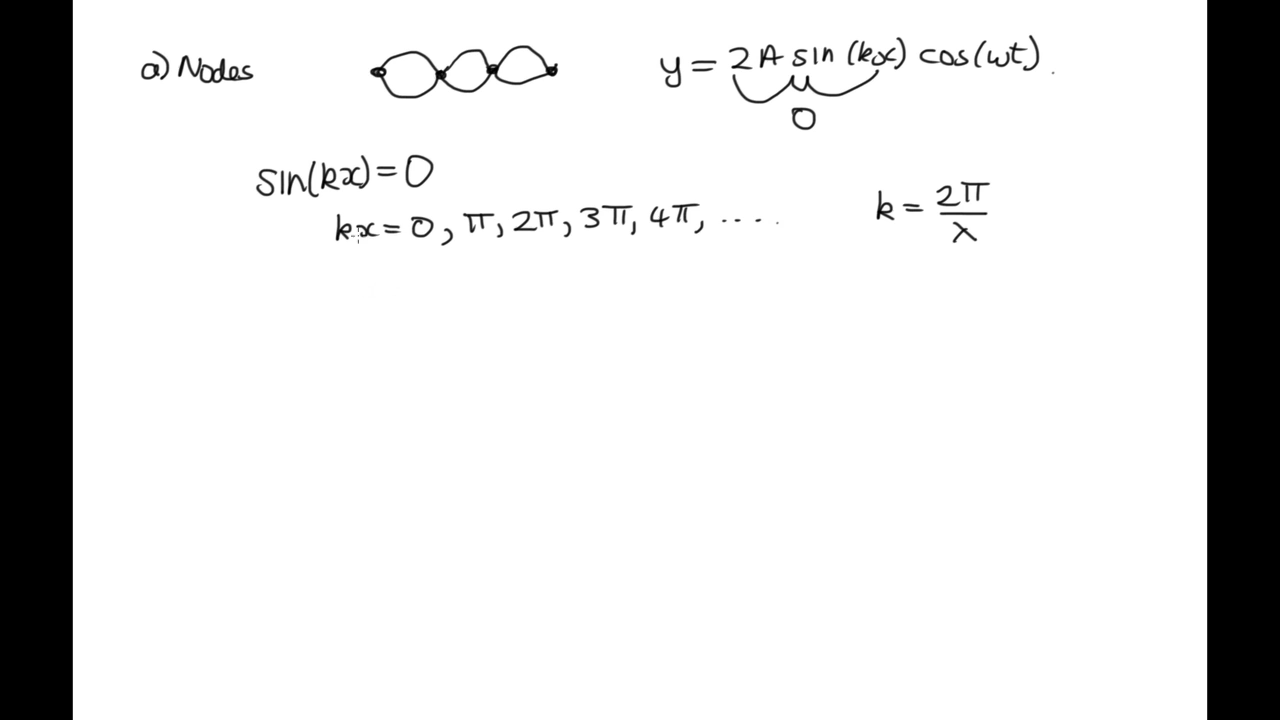 a) Nodes
y = 2A sin (kx) cos(ωt).
0
sin(kx) = 0
kx = 0, π, 2π, 3π, 4π, ....
k = 2π/λ